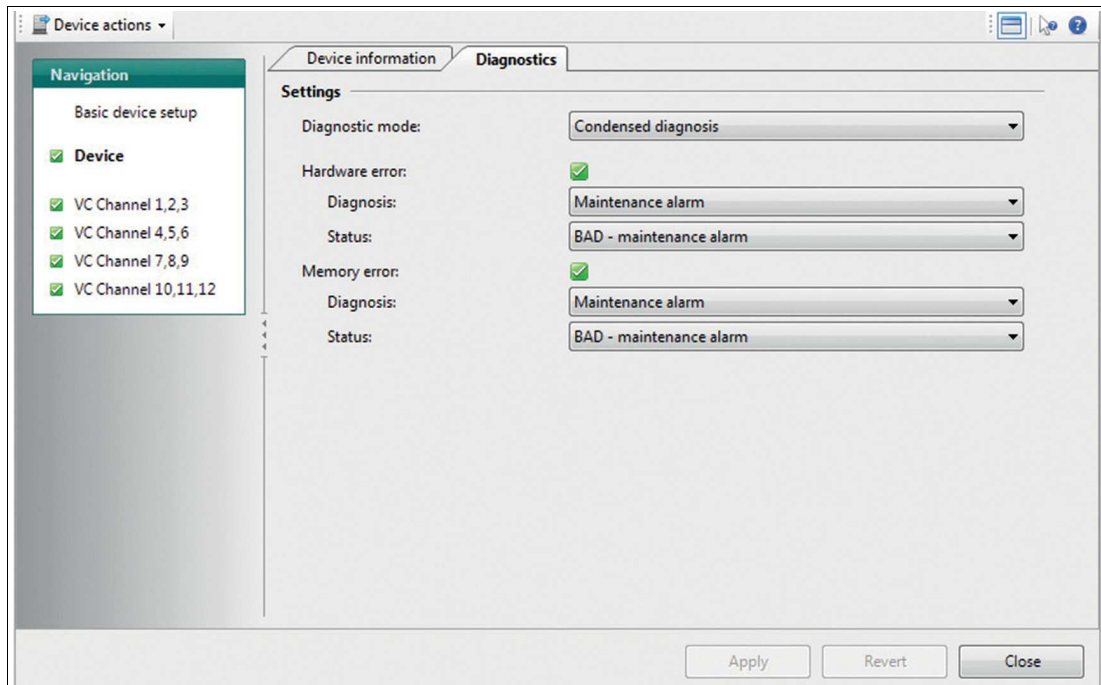 Device actions
Navigation
Basic device setup
Device
VC Channel 1,2,3
VC Channel 4,5,6
VC Channel 7,8,9
VC Channel 10,11,12
Device information
Diagnostics
Settings
Diagnostic mode: Condensed diagnosis
Hardware error:
Diagnosis: Maintenance alarm
Status: BAD - maintenance alarm
Memory error:
Diagnosis: Maintenance alarm
Status: BAD - maintenance alarm
Apply Revert Close